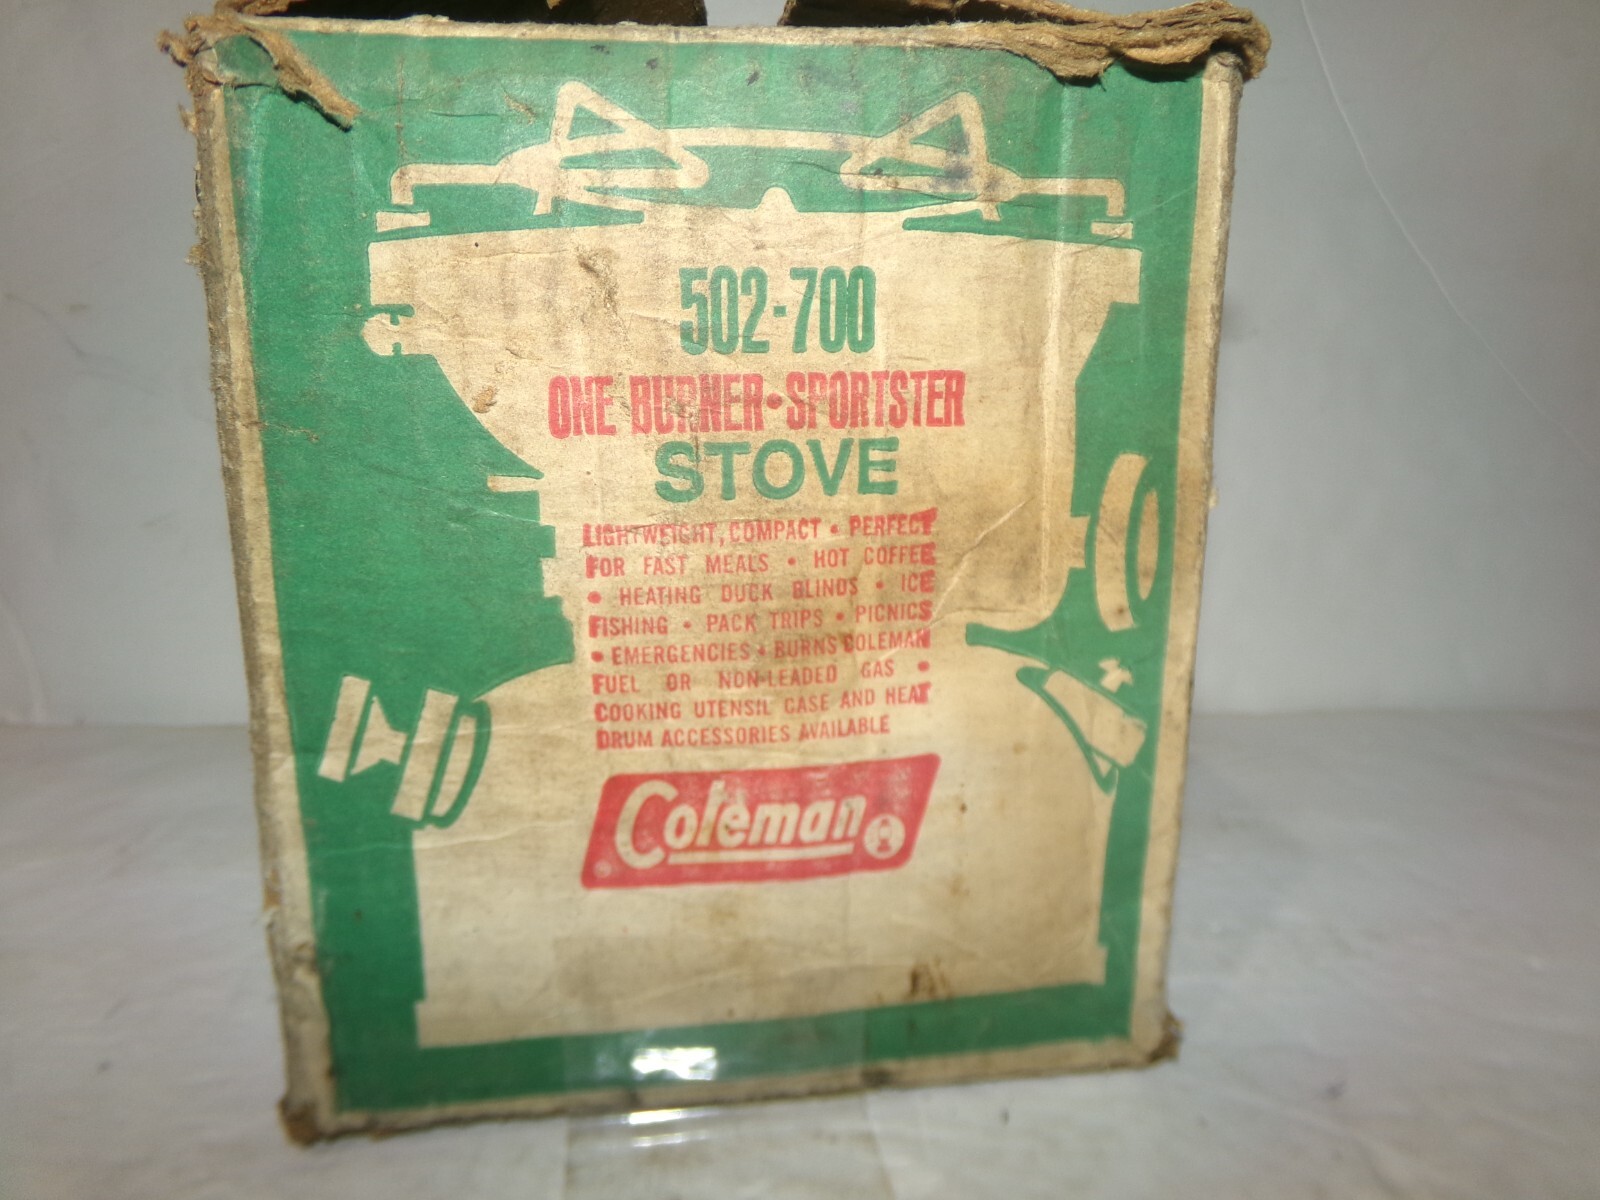 502-700
ONE BURNER•SPORTSTER
STOVE
LIGHTWEIGHT, COMPACT • PERFECT
FOR FAST MEALS • HOT COFFEE
• HEATING DUCK BLINDS • ICE
FISHING • PACK TRIPS • PICNICS
• EMERGENCIES • BURNS COLEMAN
FUEL OR NON-LEADED GAS •
COOKING UTENSIL CASE AND HEAT
DRUM ACCESSORIES AVAILABLE
Coleman